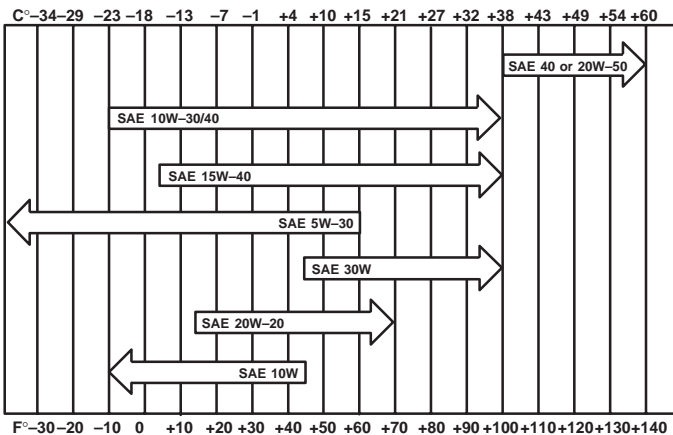 C°–34–29 –23 –18 –13 –7 –1 +4 +10 +15 +21 +27 +32 +38 +43 +49 +54 +60
SAE 40 or 20W–50
SAE 10W–30/40
SAE 15W–40
SAE 5W–30
SAE 30W
SAE 20W–20
SAE 10W
F°–30–20 –10 0 +10 +20 +30 +40 +50 +60 +70 +80 +90 +100+110+120+130+140